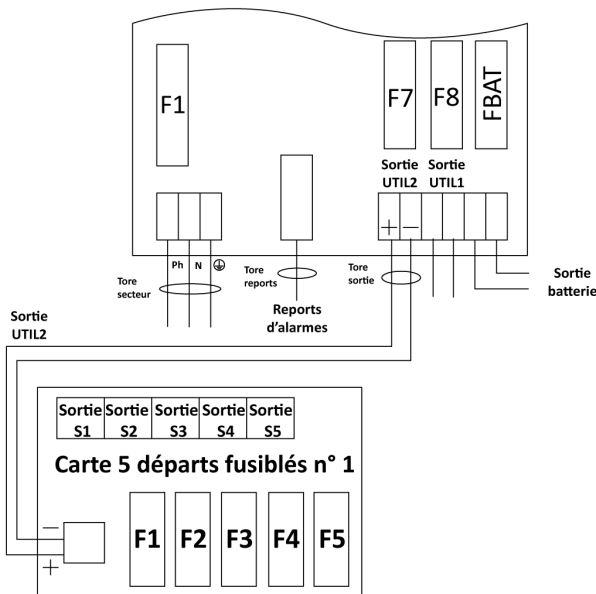 F1
F7
F8
FBAT
Sortie
UTIL2
Sortie
UTIL1
+
−
Ph
N
Tore
secteur
Tore
reports
Reports
d'alarmes
Tore
sortie
Sortie
batterie
Sortie
UTIL2
Sortie
S1
Sortie
S2
Sortie
S3
Sortie
S4
Sortie
S5
Carte 5 départs fusiblés n° 1
−
+
F1
F2
F3
F4
F5